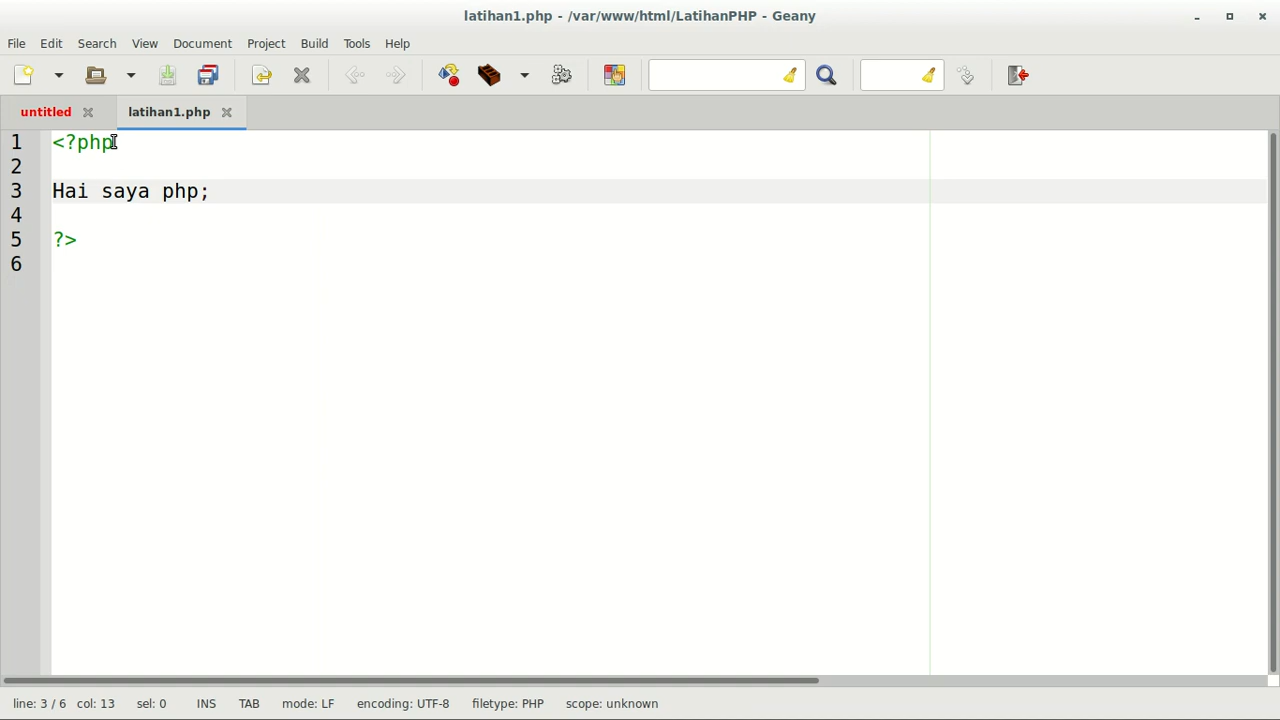 latihan1.php - /var/www/html/LatihanPHP - Geany
File Edit Search View Document Project Build Tools Help
untitled latihan1.php
1 <?php
2
3 Hai saya php;
4
5 ?>
6
line: 3 / 6 col: 13 sel: 0 INS TAB mode: LF encoding: UTF-8 filetype: PHP scope: unknown